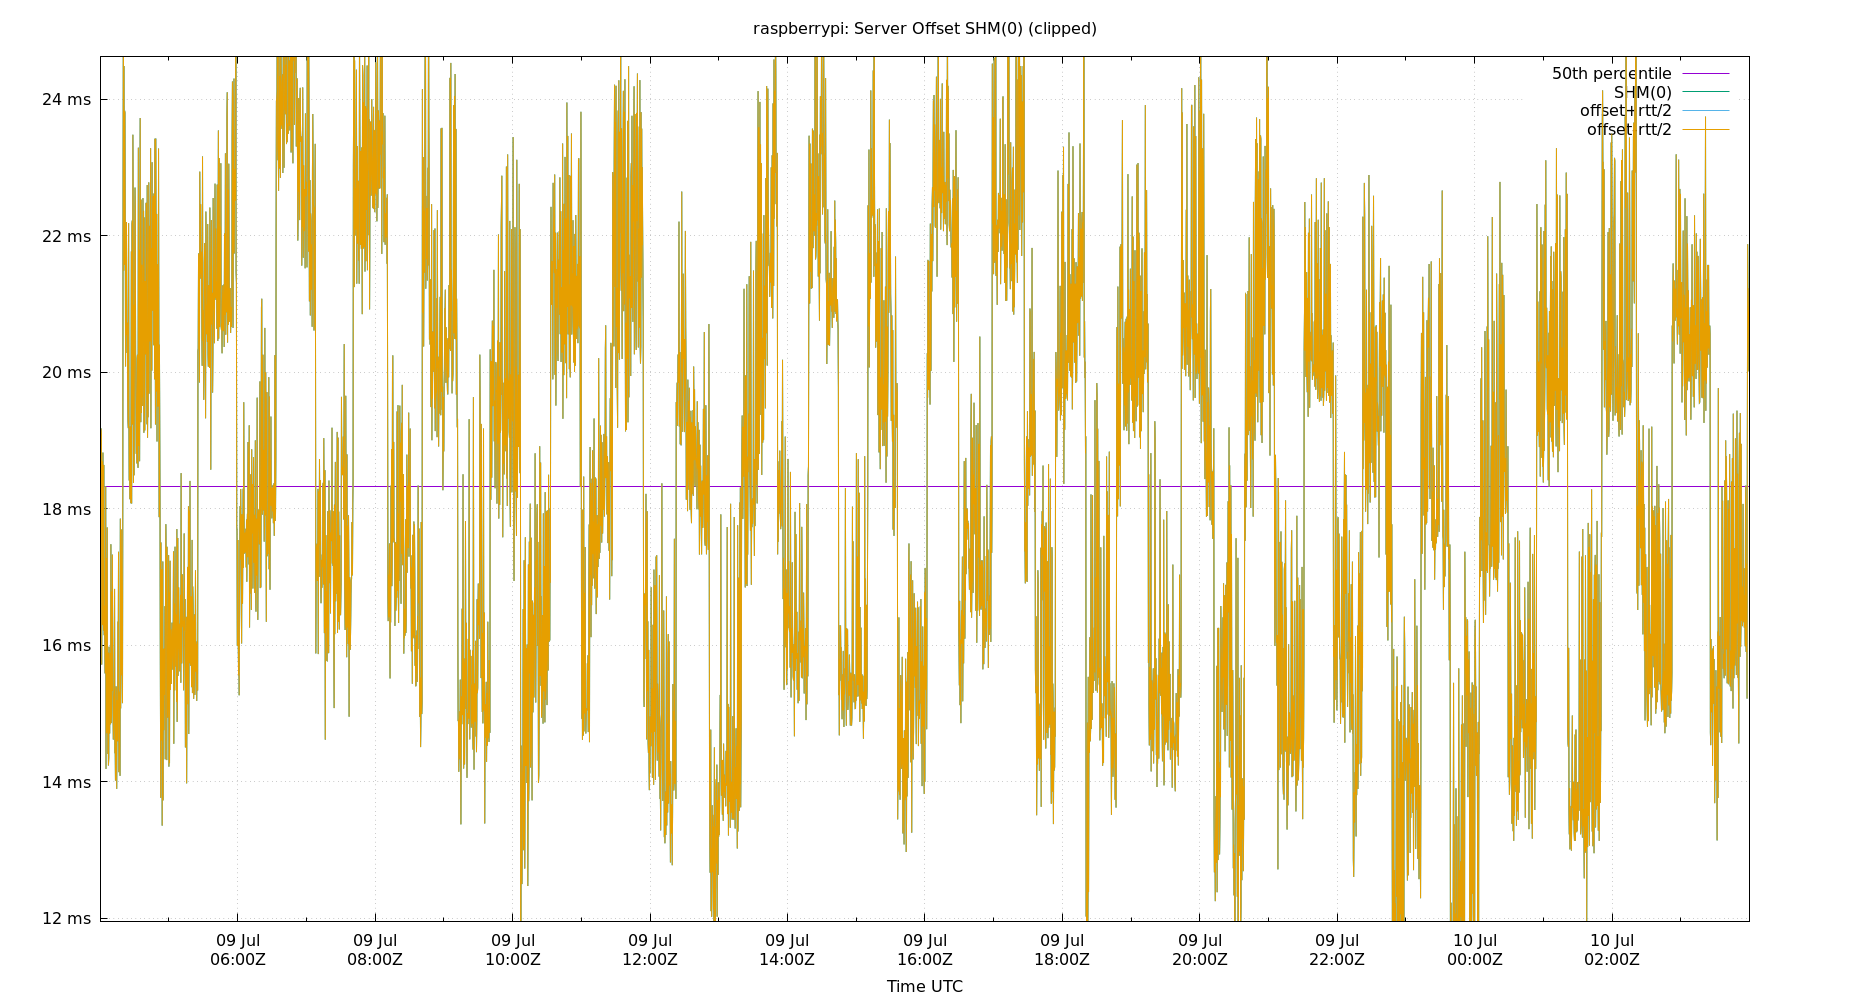 raspberrypi: Server Offset SHM(0) (clipped)
50th percentile
SHM(0)
offset+rtt/2
offset-rtt/2
24 ms
22 ms
20 ms
18 ms
16 ms
14 ms
12 ms
09 Jul 09 Jul 09 Jul 09 Jul 09 Jul 09 Jul 09 Jul 09 Jul 09 Jul 10 Jul 10 Jul
06:00Z 08:00Z 10:00Z 12:00Z 14:00Z 16:00Z 18:00Z 20:00Z 22:00Z 00:00Z 02:00Z
Time UTC